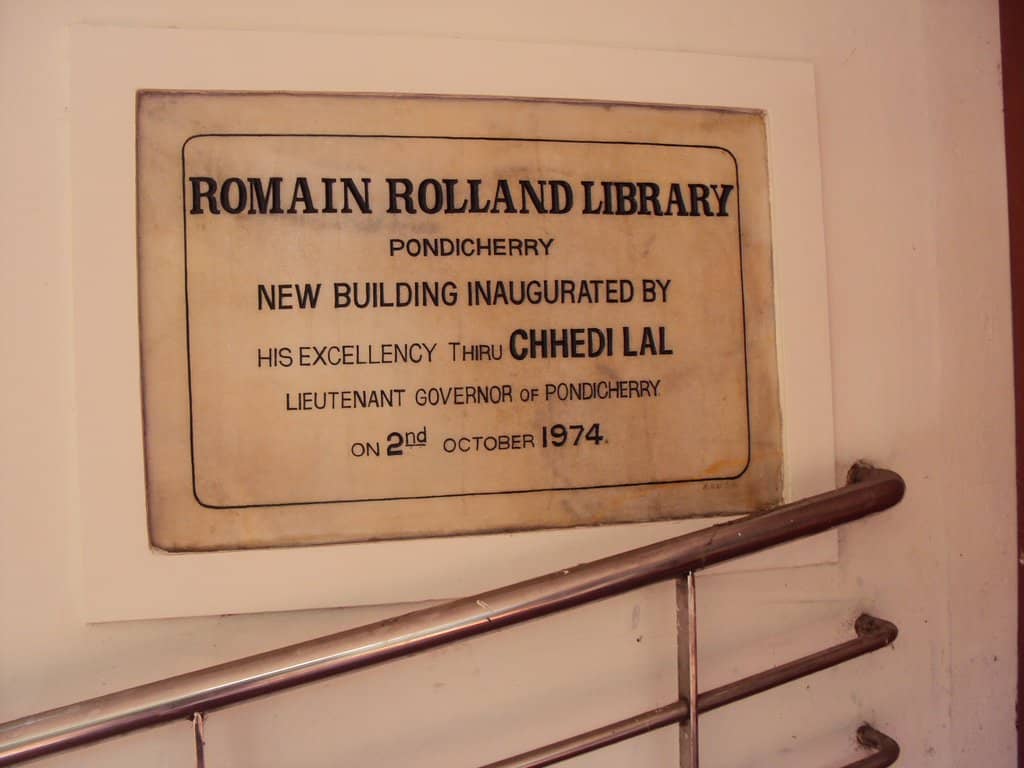 ROMAIN ROLLAND LIBRARY
PONDICHERRY
NEW BUILDING INAUGURATED BY
HIS EXCELLENCY THIRU CHHEDI LAL
LIEUTENANT GOVERNOR OF PONDICHERRY
ON 2nd OCTOBER 1974.